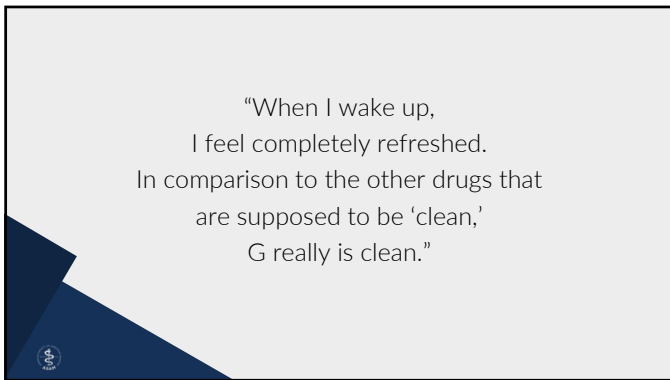 “When I wake up,
I feel completely refreshed.
In comparison to the other drugs that
are supposed to be ‘clean,’
G really is clean.”
ASAM